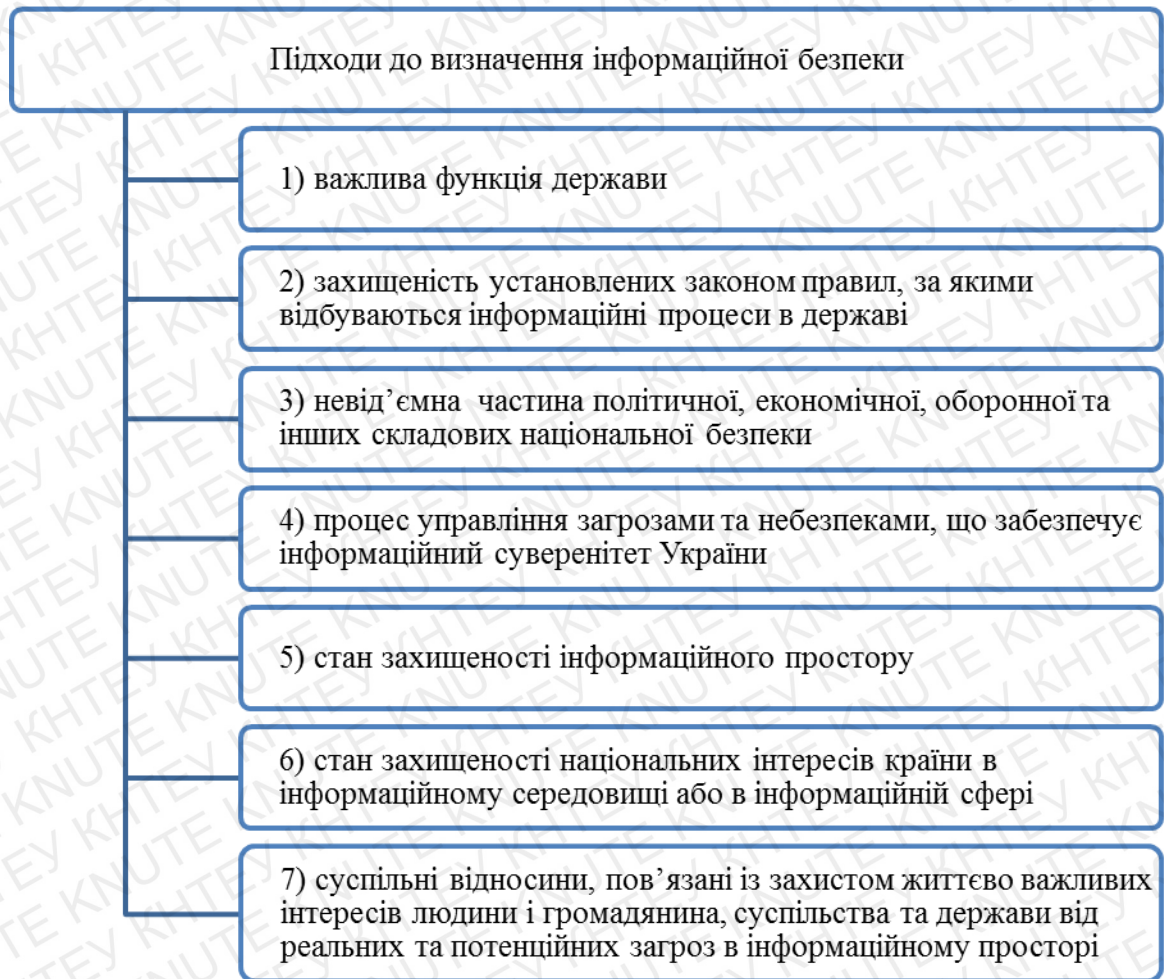 Підходи до визначення інформаційної безпеки
1) важлива функція держави
2) захищеність установлених законом правил, за якими
відбуваються інформаційні процеси в державі
3) невід’ємна частина політичної, економічної, оборонної та
інших складових національної безпеки
4) процес управління загрозами та небезпеками, що забезпечує
інформаційний суверенітет України
5) стан захищеності інформаційного простору
6) стан захищеності національних інтересів країни в
інформаційному середовищі або в інформаційній сфері
7) суспільні відносини, пов’язані із захистом життєво важливих
інтересів людини і громадянина, суспільства та держави від
реальних та потенційних загроз в інформаційному просторі